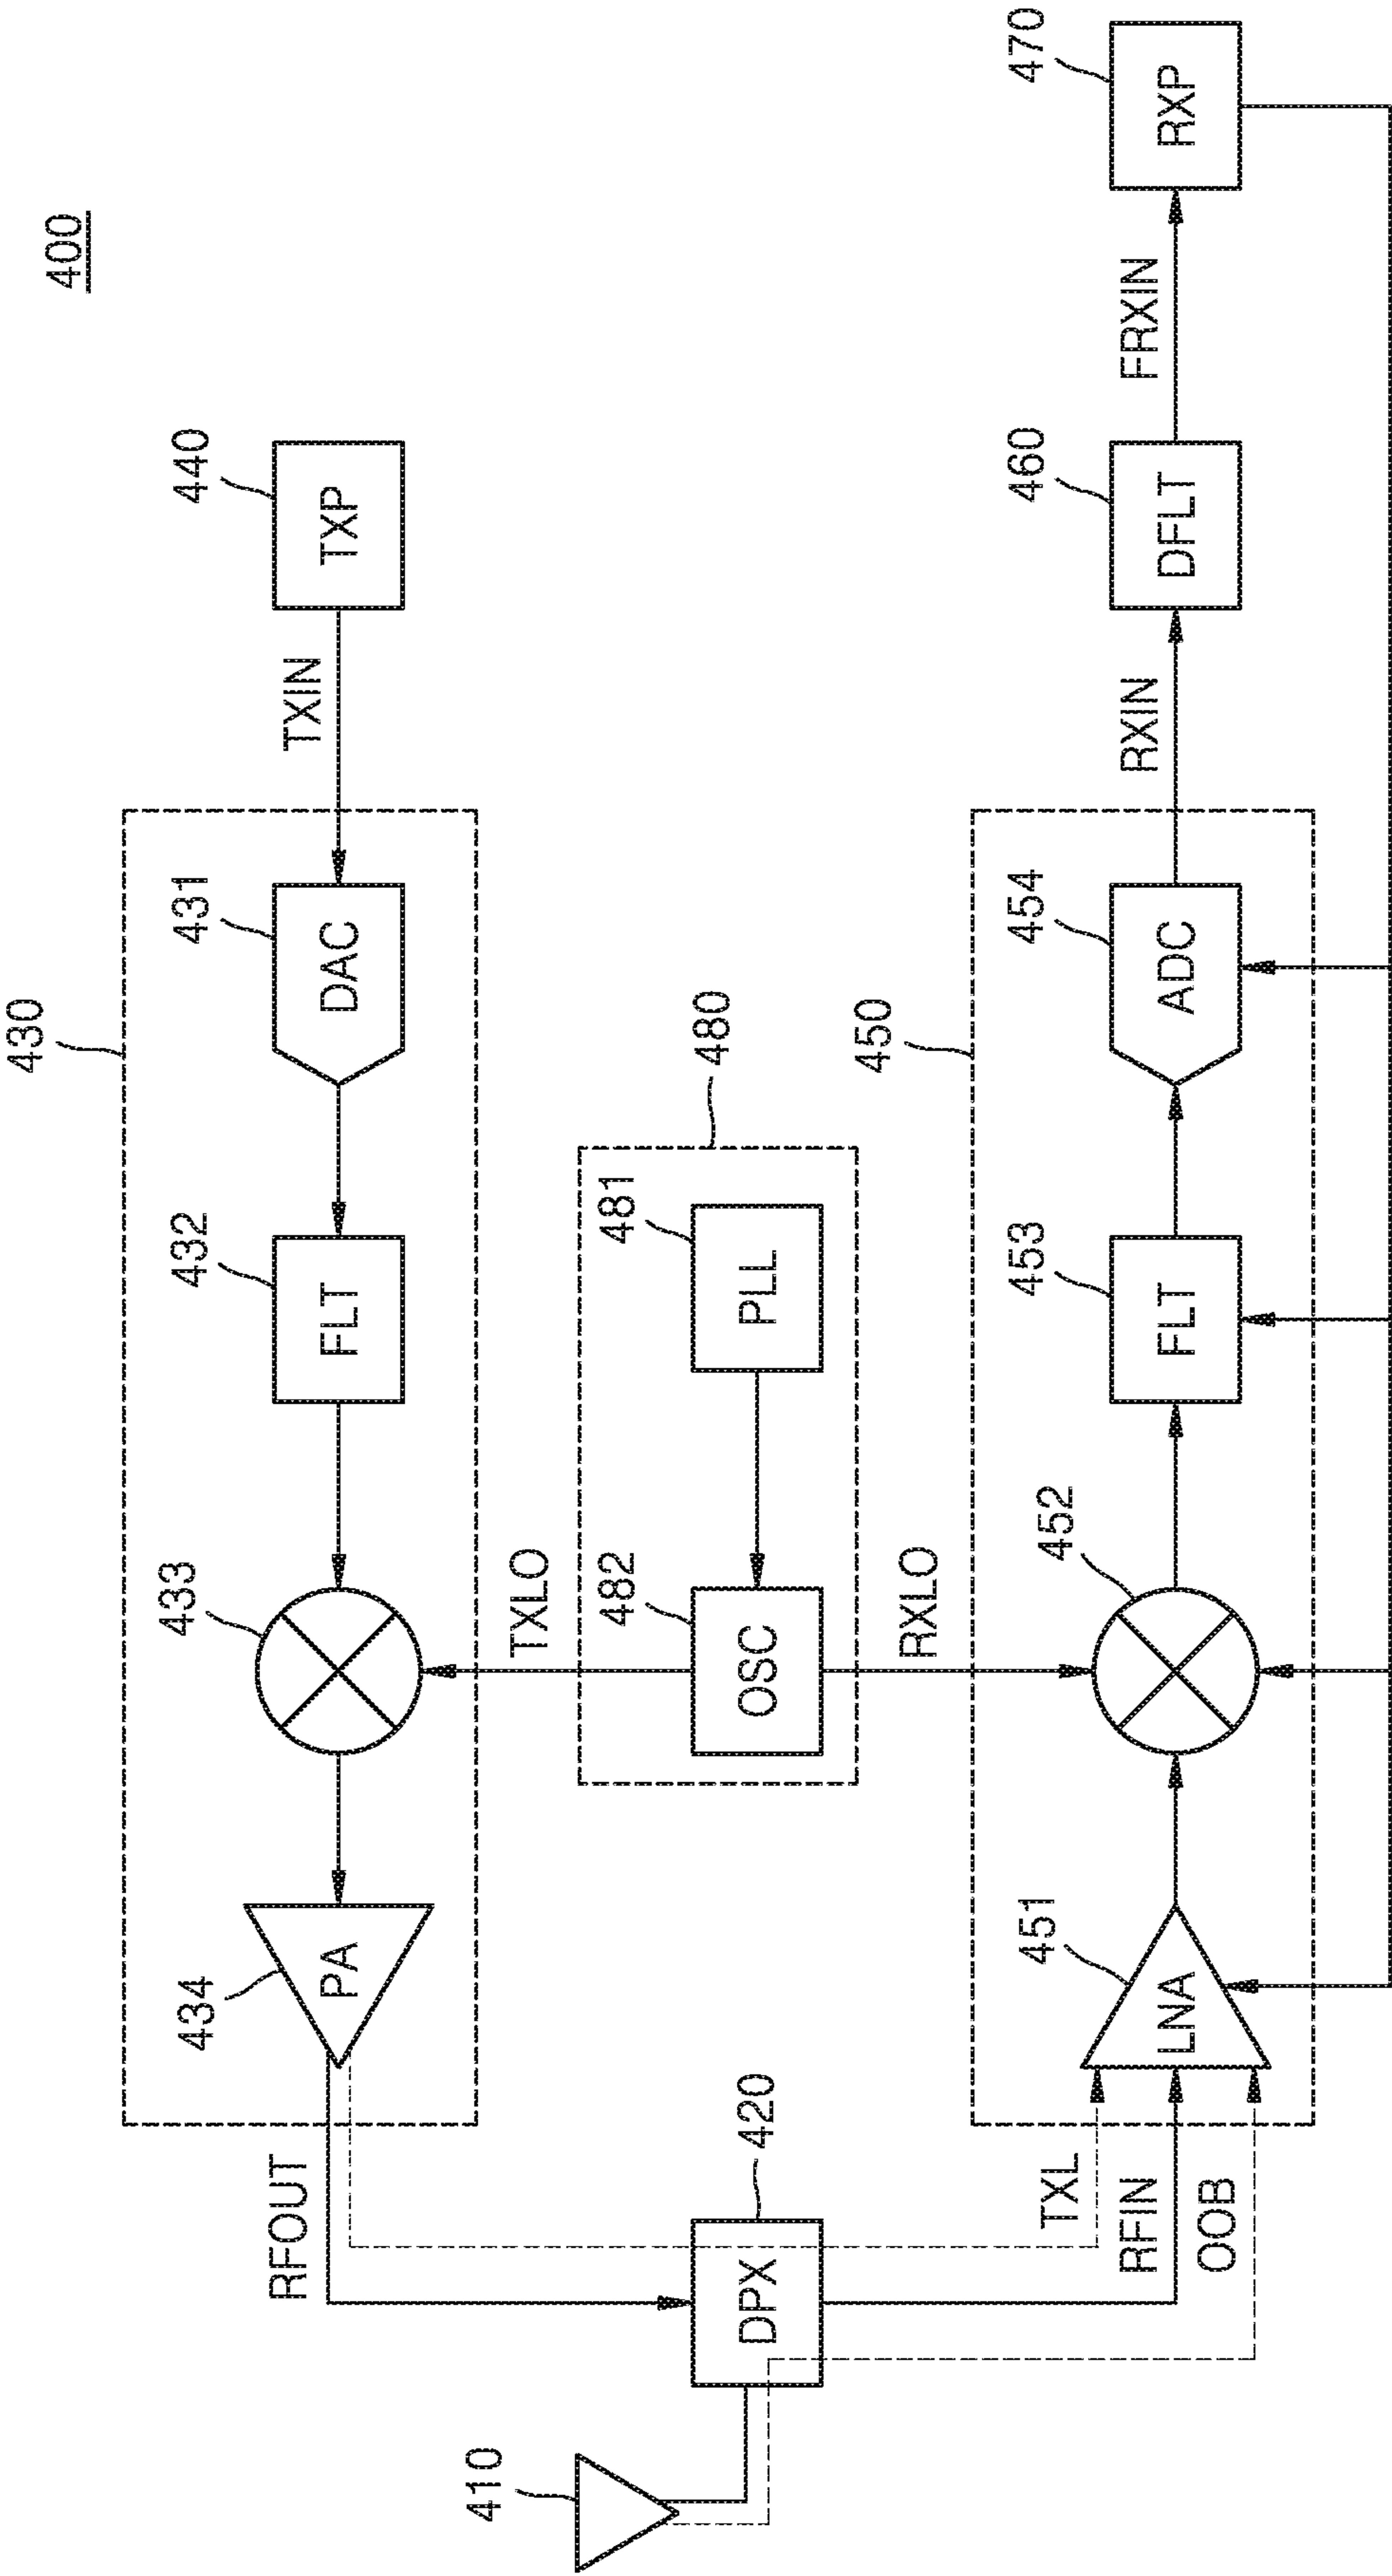 400
430
434
PA
433
432
FLT
431
DAC
TXIN
440
TXP
RFOUT
TXLO
480
482
OSC
481
PLL
410
420
DPX
RXLO
450
TXL
RFIN
OOB
451
LNA
452
453
FLT
454
ADC
RXIN
460
DFLT
FRXIN
470
RXP